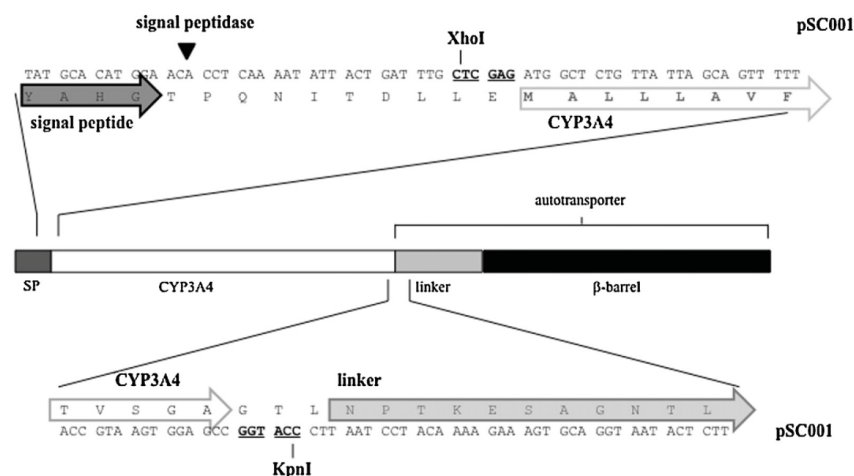 signal peptidase
pSC001
XhoI
TAT GCA CAT GGA ACA CCT CAA AAT ATT ACT GAT TTG CTC GAG ATG GCT CTG TTA TTA GCA GTT TTT
Y A H G T P Q N I T D L L E M A L L L A V F
signal peptide
CYP3A4
autotransporter
SP
CYP3A4
linker
β-barrel
CYP3A4
linker
T V S G A G T L N P T K E S A G N T L
ACC GTA AGT GGA GCC GGT ACC CTT AAT CCT ACA AAA GAA AGT GCA GGT AAT ACT CTT
pSC001
KpnI